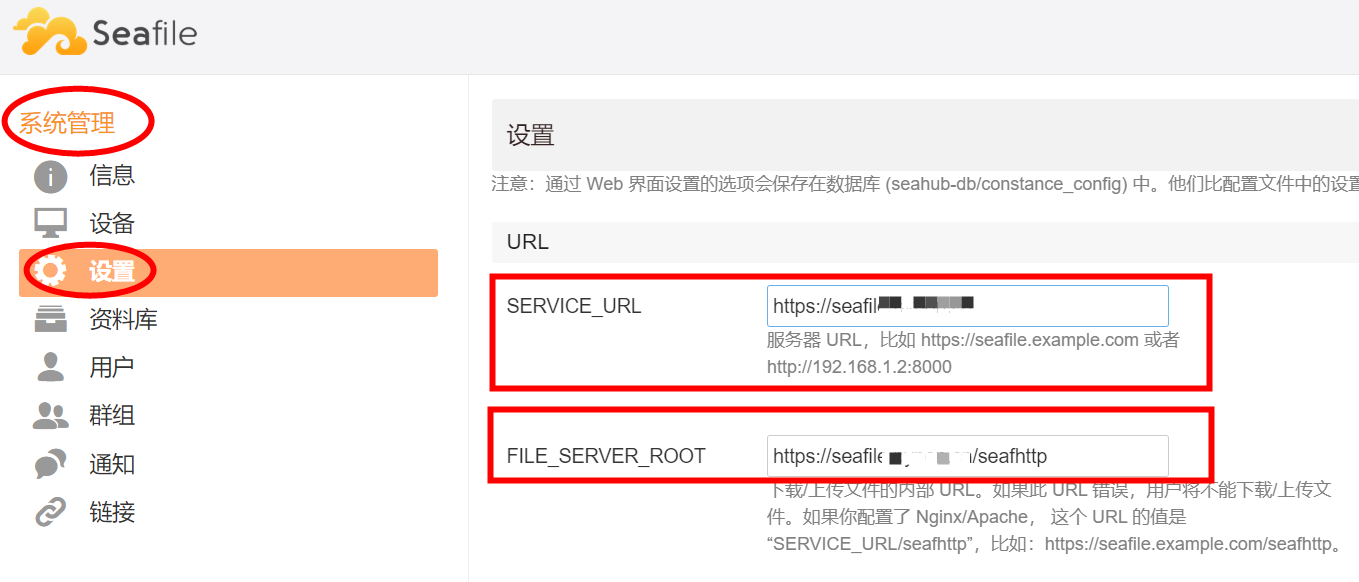 Seafile
系统管理
信息
设备
设置
资料库
用户
群组
通知
链接
设置
注意：通过 Web 界面设置的选项会保存在数据库 (seahub-db/constance_config) 中。他们比配置文件中的设置
URL
SERVICE_URL
https://seafil
服务器 URL，比如 https://seafile.example.com 或者
http://192.168.1.2:8000
FILE_SERVER_ROOT
https://seafile /seafhttp
下载/上传文件的内部 URL。如果此 URL 错误，用户将不能下载/上传文
件。如果你配置了 Nginx/Apache， 这个 URL 的值是
“SERVICE_URL/seafhttp”，比如：https://seafile.example.com/seafhttp。